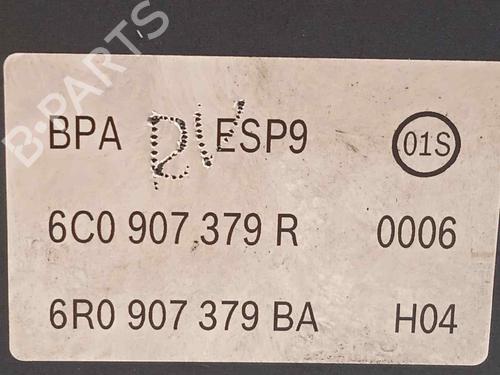 BPA ESP9 01S
6C0 907 379 R 0006
6R0 907 379 BA H04
B-PARTS